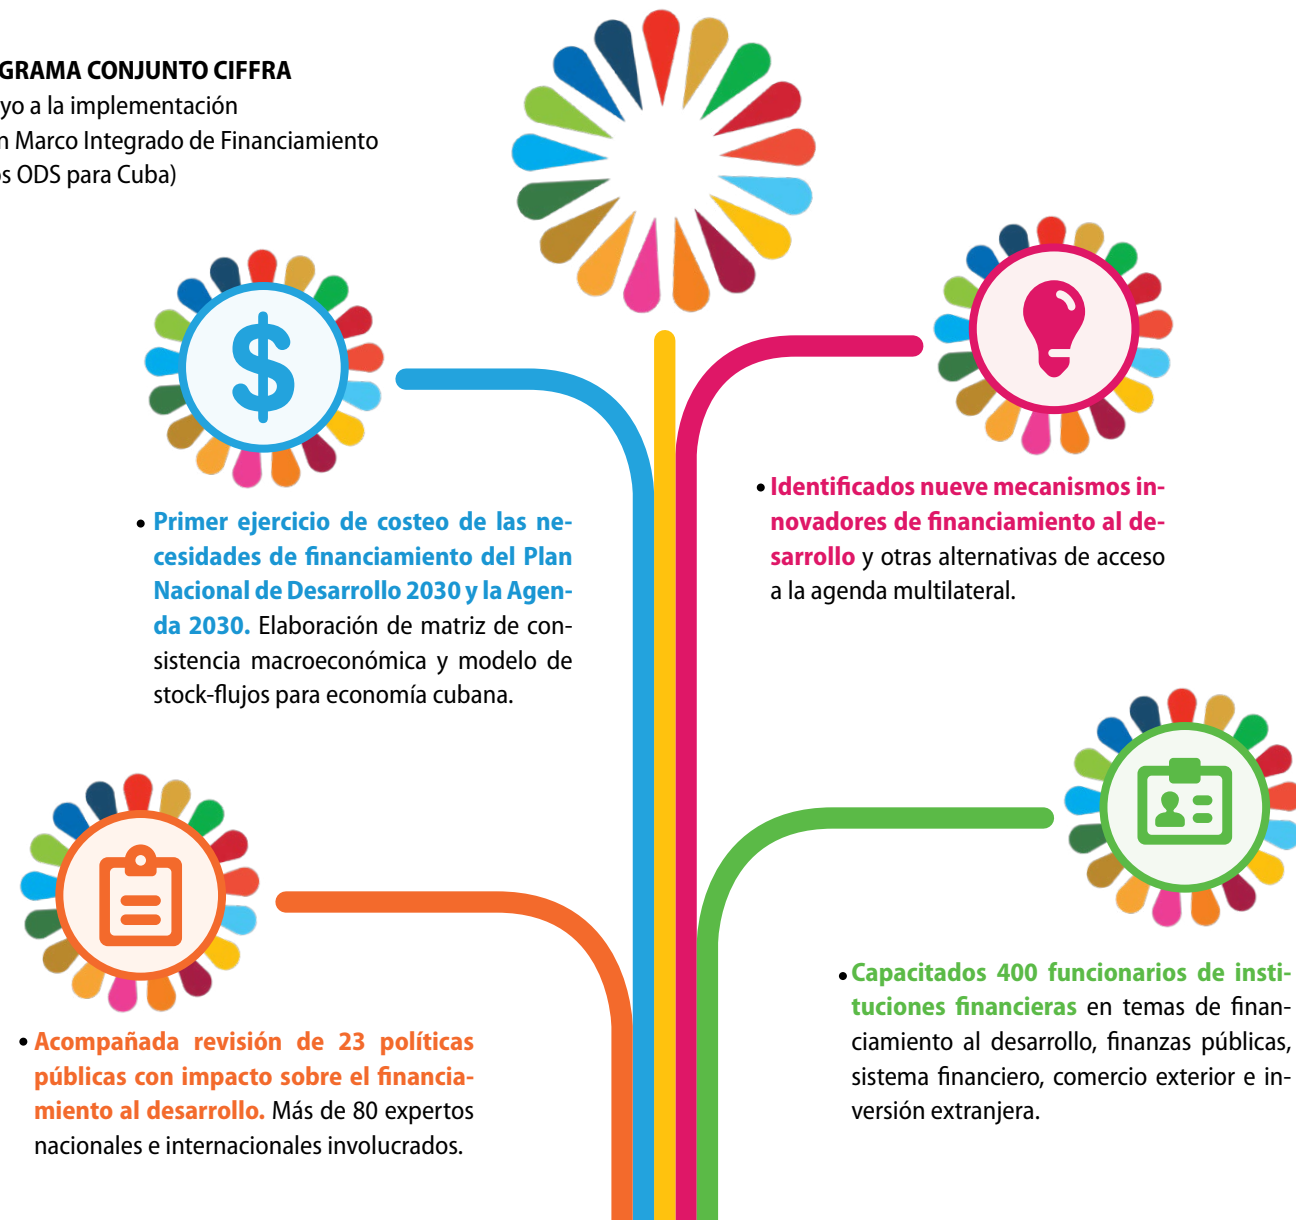 GRAMA CONJUNTO CIFFRA
yo a la implementación
n Marco Integrado de Financiamiento
os ODS para Cuba)
• Primer ejercicio de costeo de las ne-
cesidades de financiamiento del Plan
Nacional de Desarrollo 2030 y la Agen-
da 2030. Elaboración de matriz de con-
sistencia macroeconómica y modelo de
stock-flujos para economía cubana.
• Identificados nueve mecanismos in-
novadores de financiamiento al de-
sarrollo y otras alternativas de acceso
a la agenda multilateral.
• Acompañada revisión de 23 políticas
públicas con impacto sobre el financia-
miento al desarrollo. Más de 80 expertos
nacionales e internacionales involucrados.
• Capacitados 400 funcionarios de insti-
tuciones financieras en temas de finan-
ciamiento al desarrollo, finanzas públicas,
sistema financiero, comercio exterior e in-
versión extranjera.